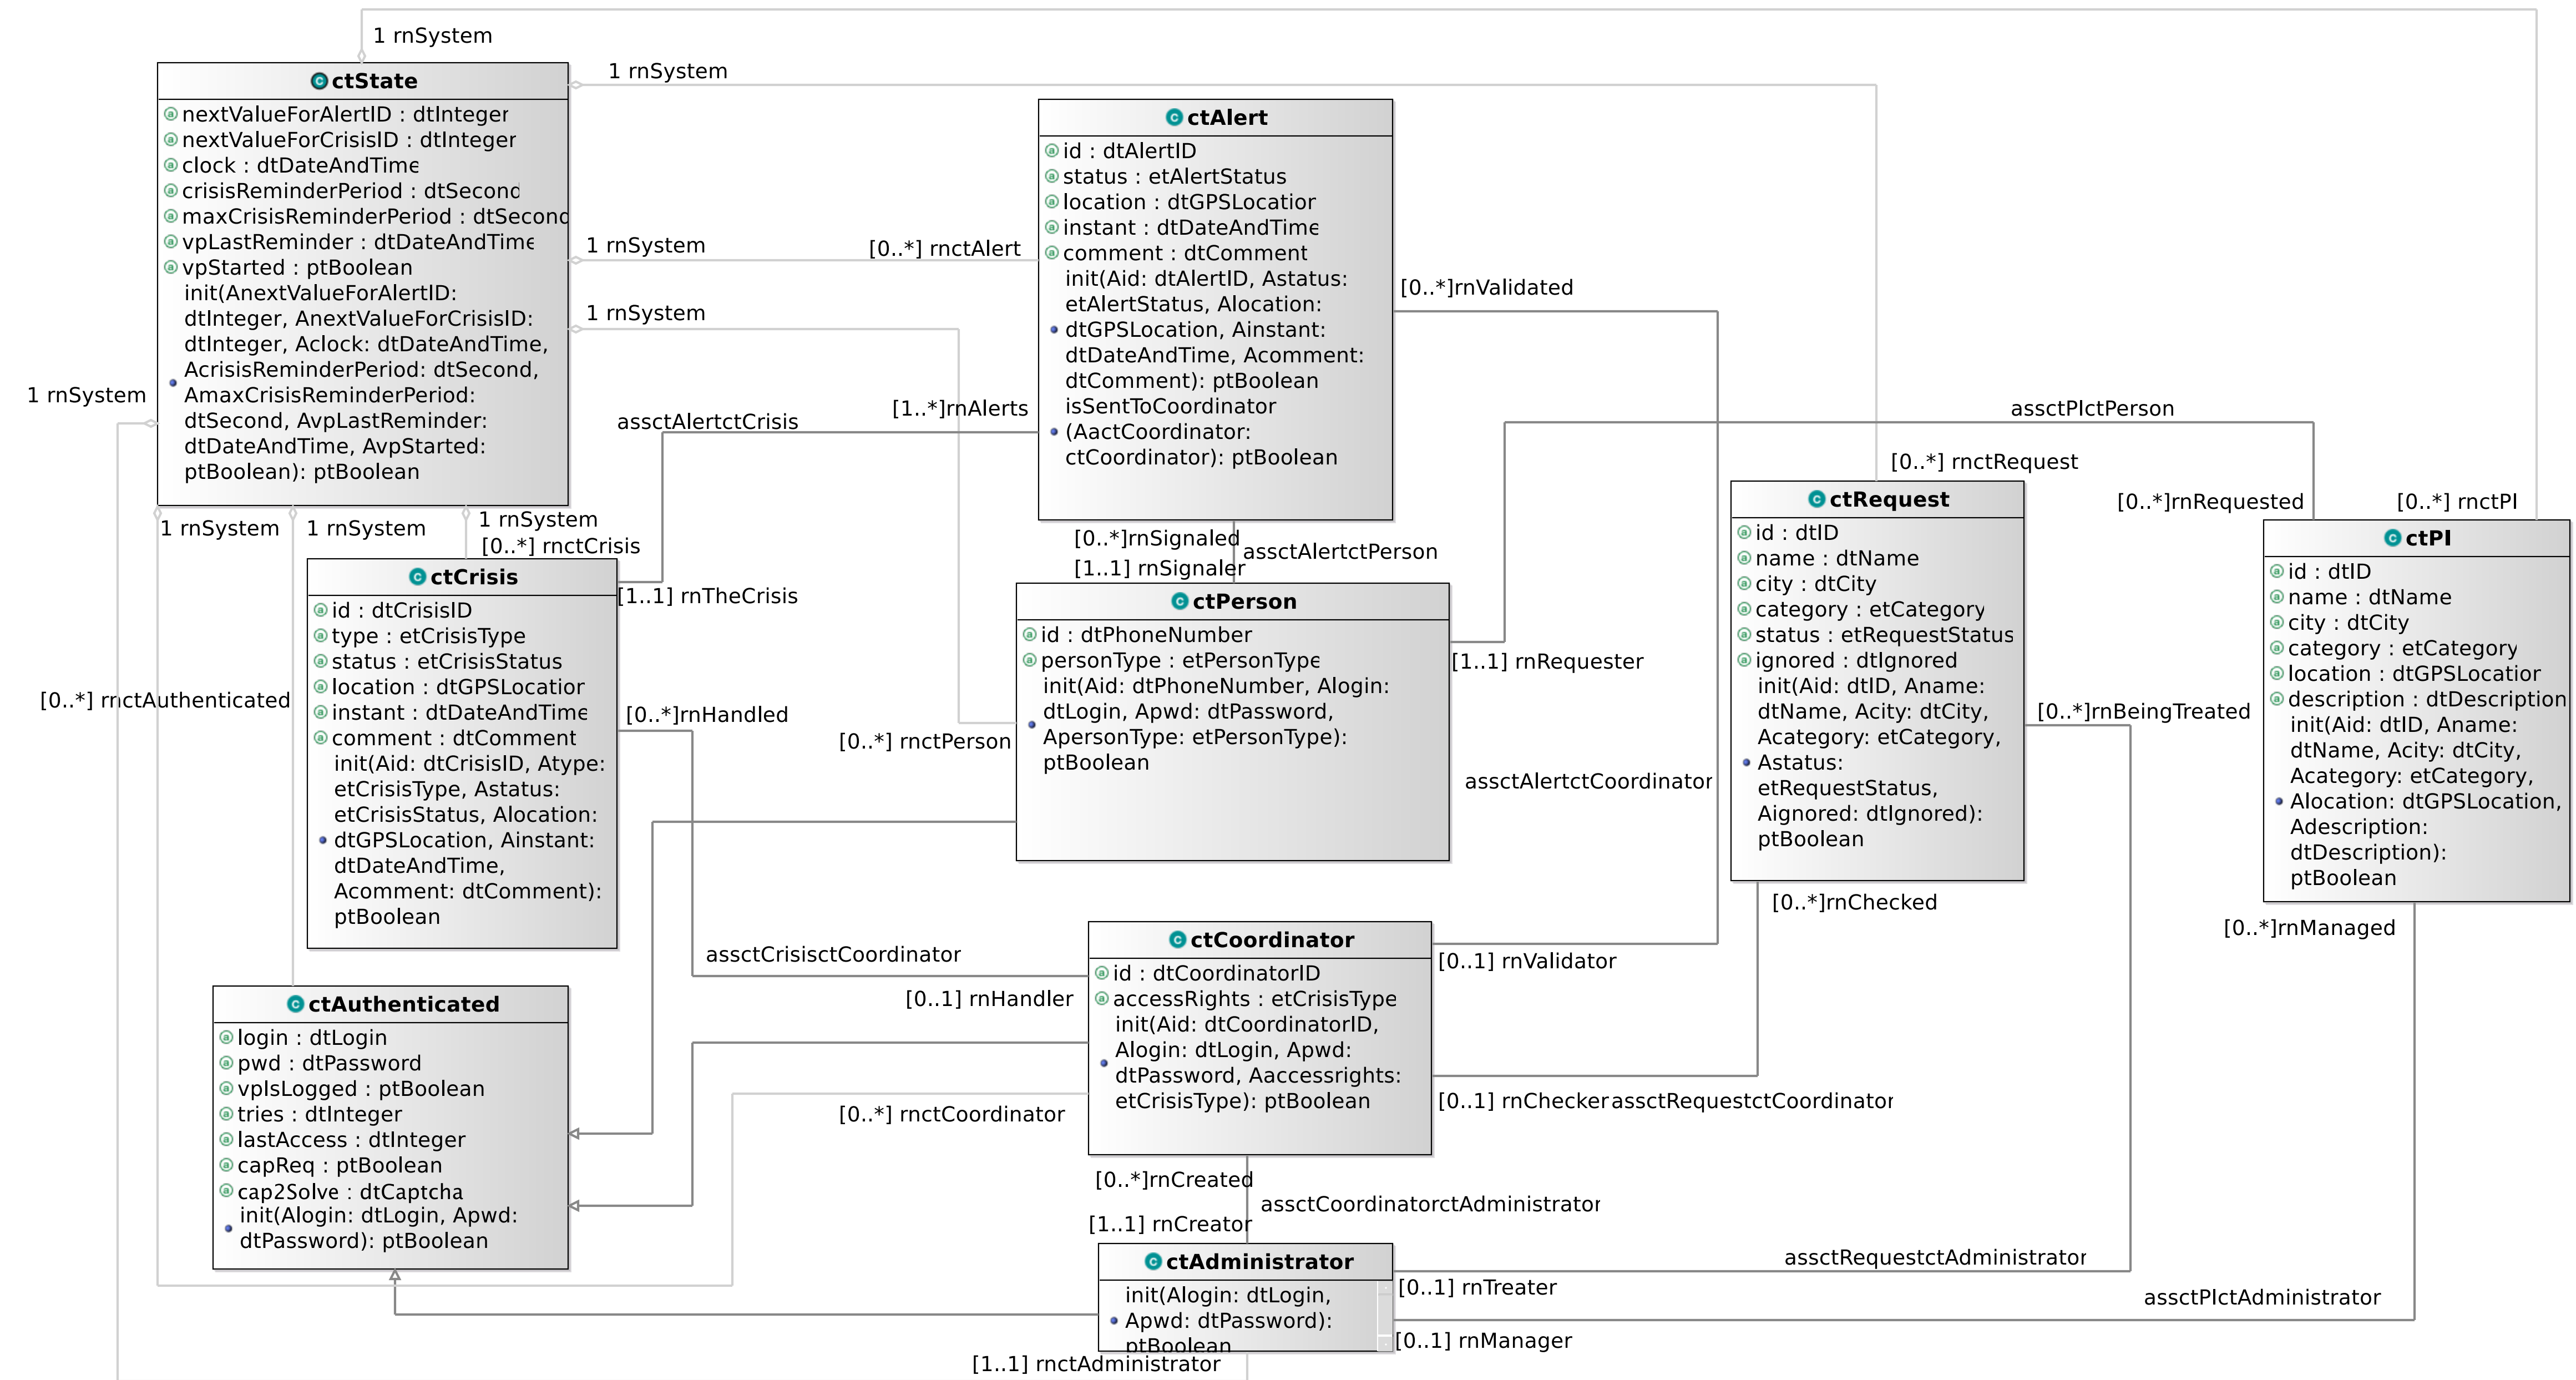 1 rnSystem
ctState
nextValueForAlertID : dtInteger
nextValueForCrisisID : dtInteger
clock : dtDateAndTime
crisisReminderPeriod : dtSecond
maxCrisisReminderPeriod : dtSecond
vpLastReminder : dtDateAndTime
vpStarted : ptBoolean
init(AnextValueForAlertID:
dtInteger, AnextValueForCrisisID:
dtInteger, Aclock: dtDateAndTime,
AcrisisReminderPeriod: dtSecond,
AmaxCrisisReminderPeriod:
dtSecond, AvpLastReminder:
dtDateAndTime, AvpStarted:
ptBoolean): ptBoolean
1 rnSystem
1 rnSystem
[0..*] rnctAlert
1 rnSystem
1 rnSystem
1 rnSystem
1 rnSystem
1 rnSystem
[0..*] rnctCrisis
ctAlert
id : dtAlertID
status : etAlertStatus
location : dtGPSLocation
instant : dtDateAndTime
comment : dtComment
init(Aid: dtAlertID, Astatus:
etAlertStatus, Alocation:
dtGPSLocation, Ainstant:
dtDateAndTime, Acomment:
dtComment): ptBoolean
isSentToCoordinator
(AactCoordinator:
ctCoordinator): ptBoolean
[0..*]rnValidated
assctAlertctCrisis
[1..*]rnAlerts
[1..1] rnTheCrisis
[0..*]rnSignaled
assctAlertctPerson
[1..1] rnSignaler
assctPIctPerson
[0..*] rnctRequest
[0..*]rnRequested
[0..*] rnctPI
ctCrisis
id : dtCrisisID
type : etCrisisType
status : etCrisisStatus
location : dtGPSLocation
instant : dtDateAndTime
comment : dtComment
init(Aid: dtCrisisID, Atype:
etCrisisType, Astatus:
etCrisisStatus, Alocation:
dtGPSLocation, Ainstant:
dtDateAndTime,
Acomment: dtComment):
ptBoolean
[0..*] rnctAuthenticated
[0..*]rnHandled
ctPerson
id : dtPhoneNumber
personType : etPersonType
init(Aid: dtPhoneNumber, Alogin:
dtLogin, Apwd: dtPassword,
ApersonType: etPersonType):
ptBoolean
[0..*] rnctPerson
[1..1] rnRequester
assctAlertctCoordinator
ctRequest
id : dtID
name : dtName
city : dtCity
category : etCategory
status : etRequestStatus
ignored : dtIgnored
init(Aid: dtID, Aname:
dtName, Acity: dtCity,
Acategory: etCategory,
Astatus:
etRequestStatus,
Aignored: dtIgnored):
ptBoolean
[0..*]rnBeingTreated
[0..*]rnChecked
ctPI
id : dtID
name : dtName
city : dtCity
category : etCategory
location : dtGPSLocation
description : dtDescription
init(Aid: dtID, Aname:
dtName, Acity: dtCity,
Acategory: etCategory,
Alocation: dtGPSLocation,
Adescription:
dtDescription):
ptBoolean
[0..*]rnManaged
assctCrisisctCoordinator
[0..1] rnHandler
ctCoordinator
id : dtCoordinatorID
accessRights : etCrisisType
init(Aid: dtCoordinatorID,
Alogin: dtLogin, Apwd:
dtPassword, Aaccessrights:
etCrisisType): ptBoolean
[0..1] rnValidator
[0..1] rnChecker
assctRequestctCoordinator
[0..*] rnctCoordinator
ctAuthenticated
login : dtLogin
pwd : dtPassword
vpIsLogged : ptBoolean
tries : dtInteger
lastAccess : dtInteger
capReq : ptBoolean
cap2Solve : dtCaptcha
init(Alogin: dtLogin, Apwd:
dtPassword): ptBoolean
[0..*]rnCreated
assctCoordinatorctAdministrator
[1..1] rnCreator
ctAdministrator
init(Alogin: dtLogin,
Apwd: dtPassword):
ptBoolean
assctRequestctAdministrator
[0..1] rnTreater
assctPIctAdministrator
[0..1] rnManager
[1..1] rnctAdministrator